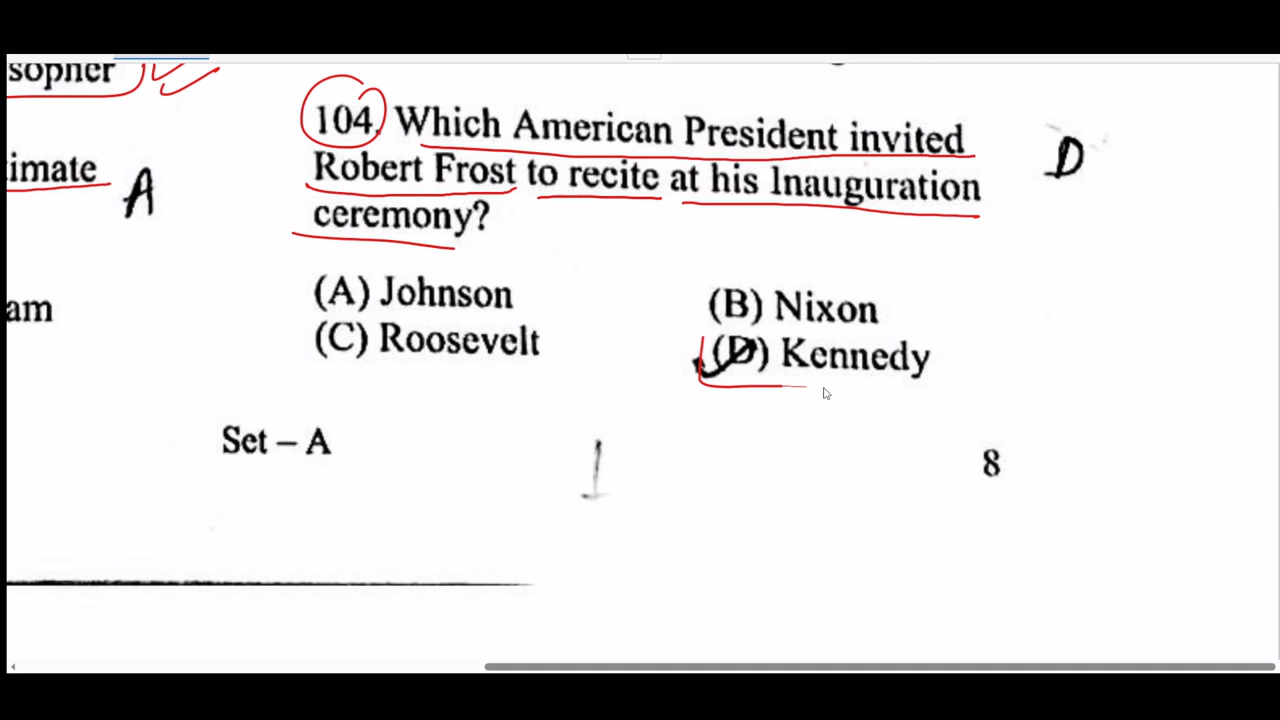 sopher
imate A
am
104. Which American President invited
Robert Frost to recite at his Inauguration
ceremony?
D
(A) Johnson (B) Nixon
(C) Roosevelt (D) Kennedy
Set – A 8